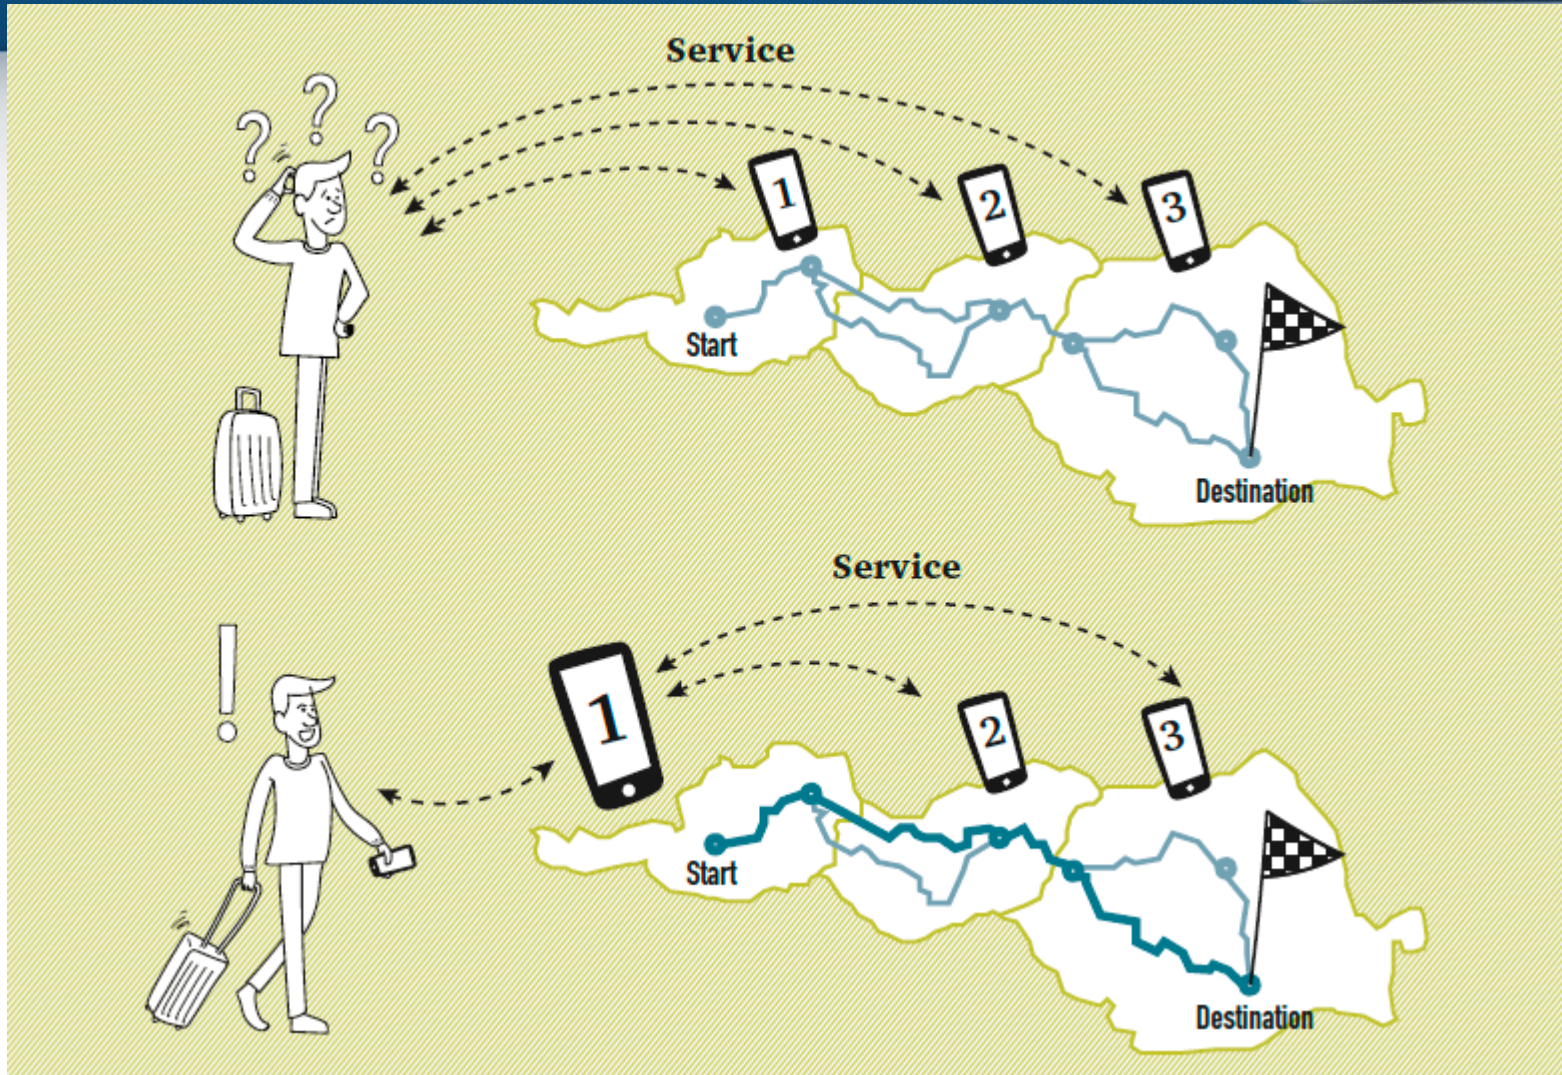 Service
? ? ?
1
2
3
Start
Destination
Service
!
1
2
3
Start
Destination